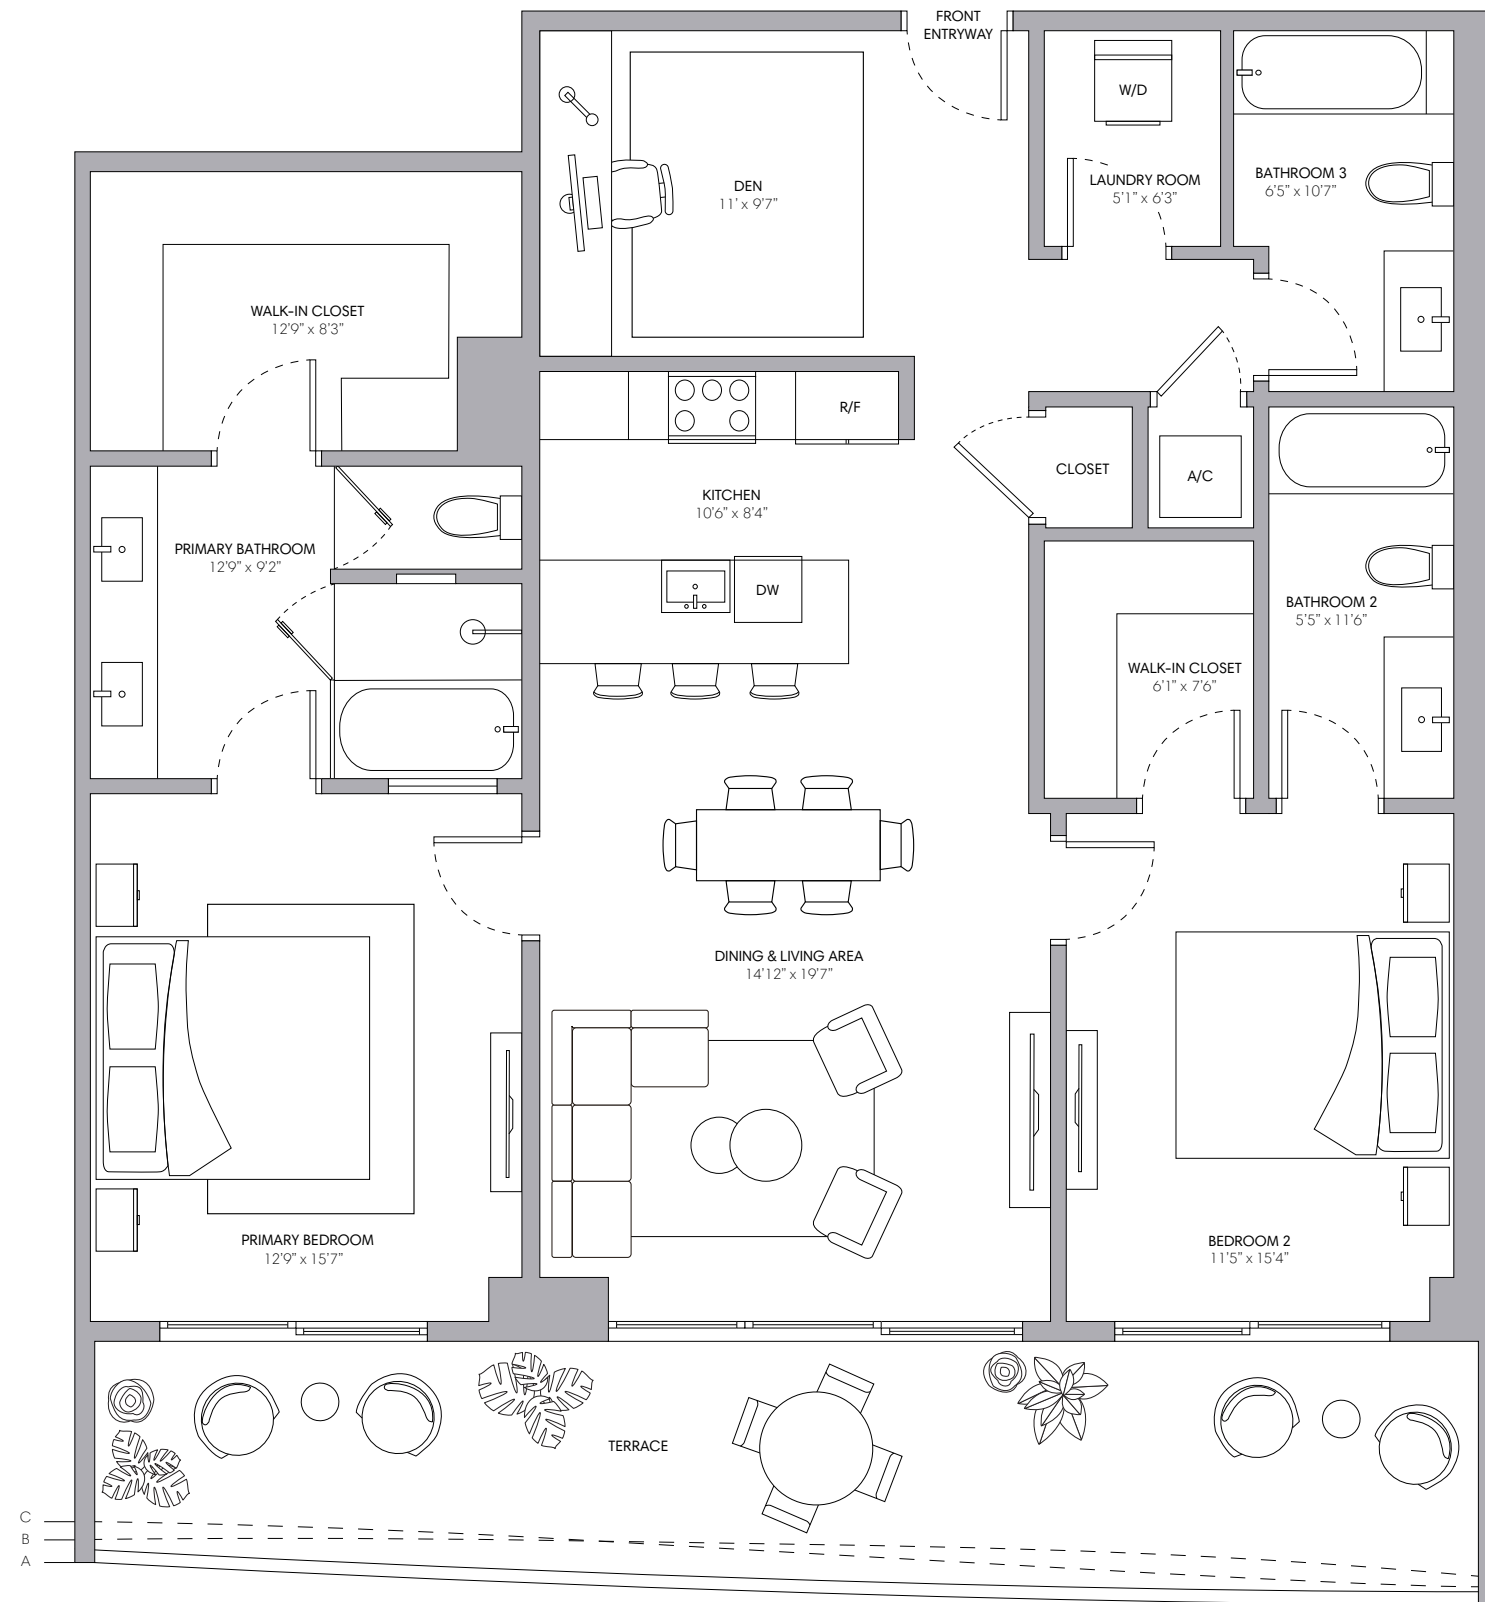 FRONT
ENTRYWAY
W/D
LAUNDRY ROOM
5'1" x 6'3"
BATHROOM 3
6'5" x 10'7"
DEN
11' x 9'7"
WALK-IN CLOSET
12'9" x 8'3"
R/F
CLOSET
A/C
KITCHEN
10'6" x 8'4"
PRIMARY BATHROOM
12'9" x 9'2"
DW
BATHROOM 2
5'5" x 11'6"
WALK-IN CLOSET
6'1" x 7'6"
DINING & LIVING AREA
14'12" x 19'7"
PRIMARY BEDROOM
12'9" x 15'7"
BEDROOM 2
11'5" x 15'4"
TERRACE
C
B
A